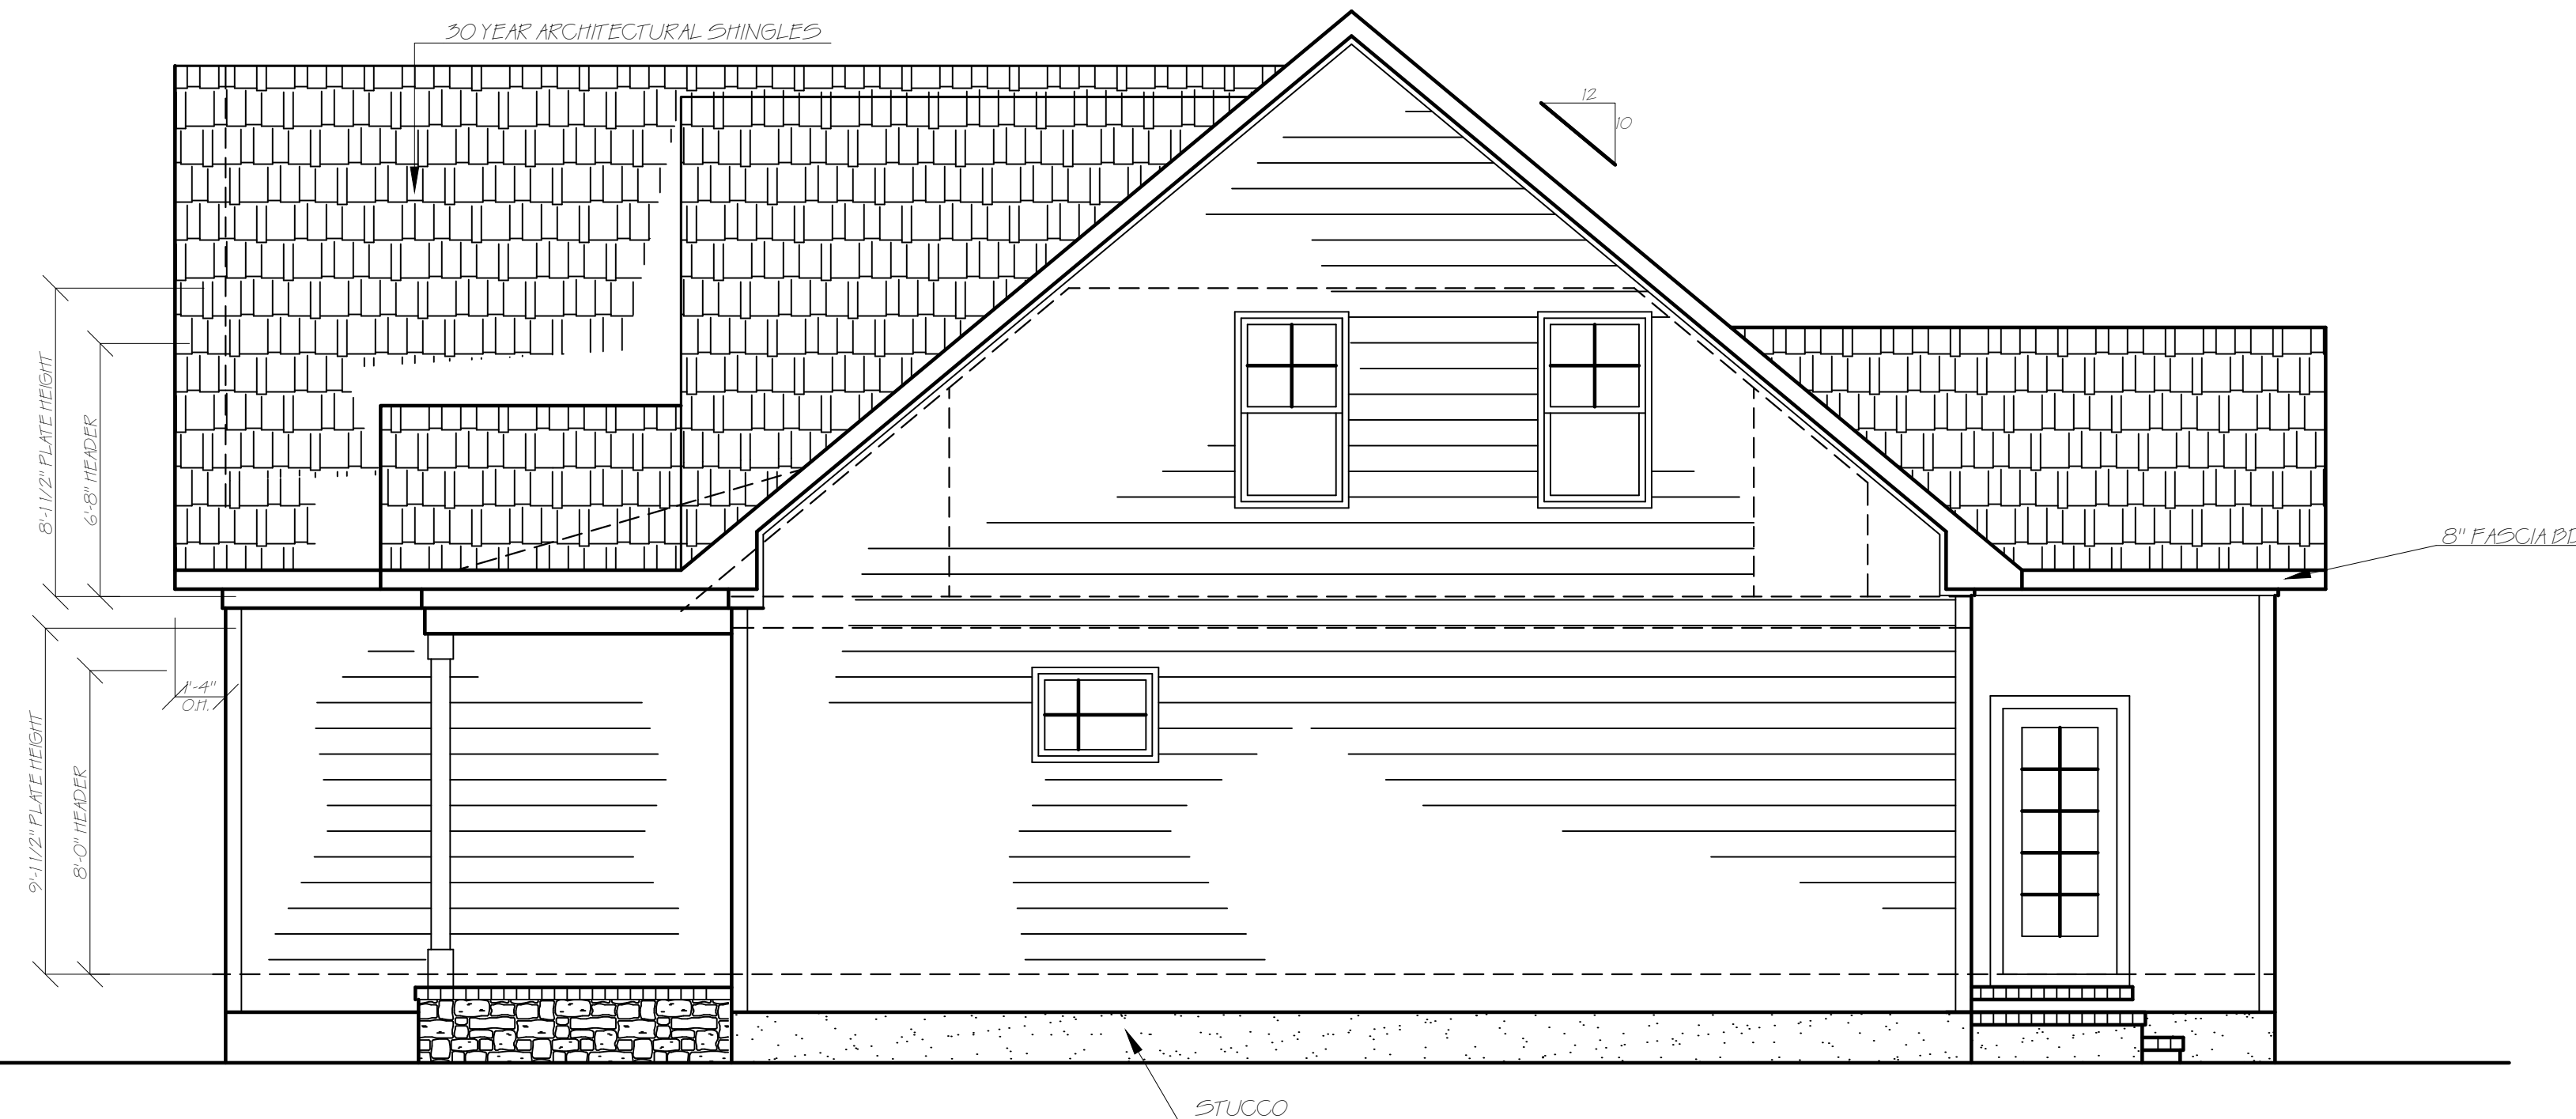 30 YEAR ARCHITECTURAL SHINGLES
12
10
8'-1 1/2" PLATE HEIGHT
6'-8" HEADER
8" FASCIA BD
1'-4"
O.H.
9'-1 1/2" PLATE HEIGHT
8'-0" HEADER
STUCCO